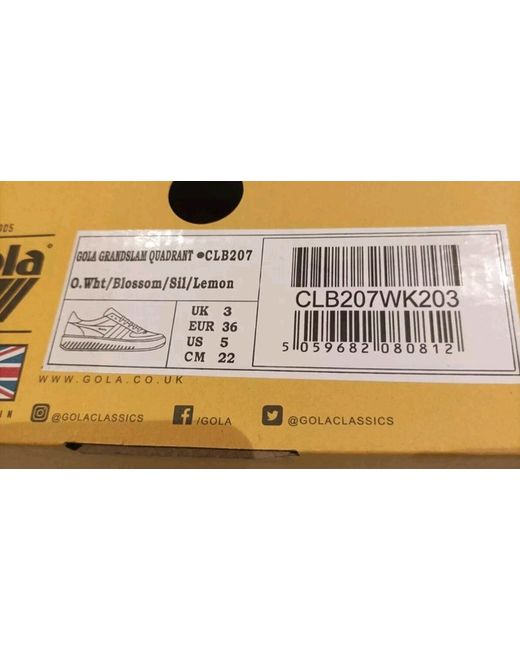 GOLA GRANDSLAM QUADRANT ●CLB207
O.Wht/Blossom/Sil/Lemon
UK 3
EUR 36
US 5
CM 22
CLB207WK203
5 059682 080812
WWW.GOLA.CO.UK
@GOLACLASSICS
/GOLA
@GOLACLASSICS